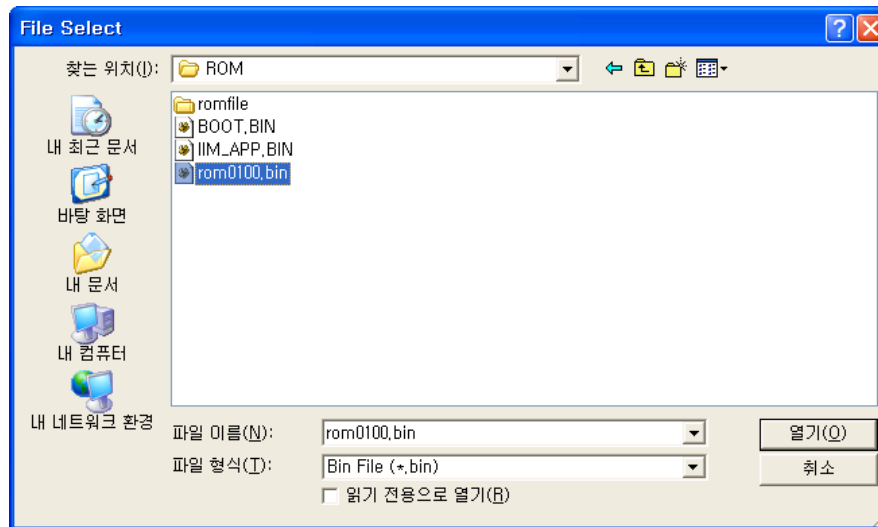 File Select
찾는 위치(I):
ROM
romfile
BOOT.BIN
IIM_APP.BIN
rom0100.bin
내 최근 문서
바탕 화면
내 문서
내 컴퓨터
내 네트워크 환경
파일 이름(N):
rom0100.bin
열기(O)
파일 형식(T):
Bin File (*.bin)
취소
읽기 전용으로 열기(R)